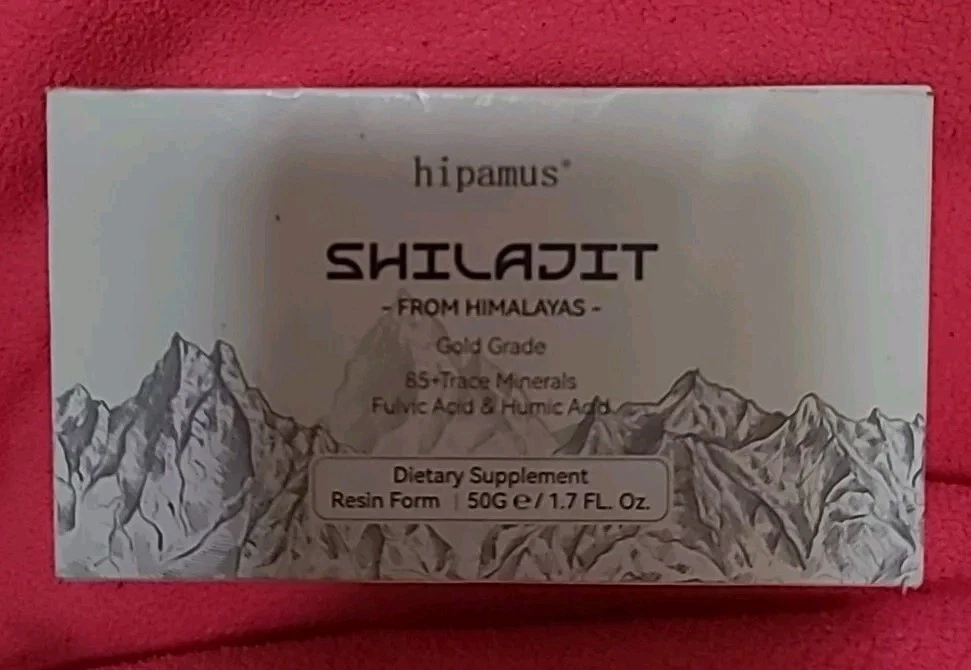 hipamus®
SHILAJIT
- FROM HIMALAYAS -
Gold Grade
85+Trace Minerals
Fulvic Acid & Humic Acid
Dietary Supplement
Resin Form | 50G ℮ / 1.7 FL. Oz.